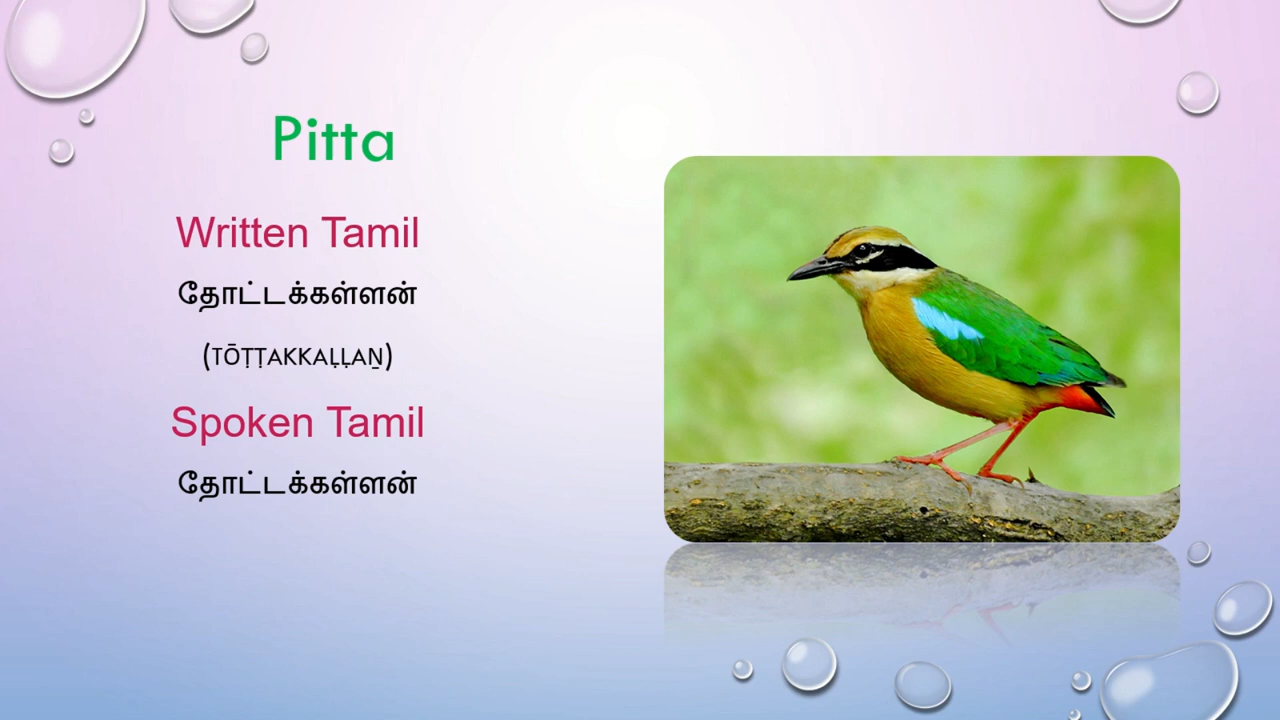 Pitta
Written Tamil
தோட்டக்கள்ளன்
(TŌṬṬAKKAḶḶAṈ)
Spoken Tamil
தோட்டக்கள்ளன்